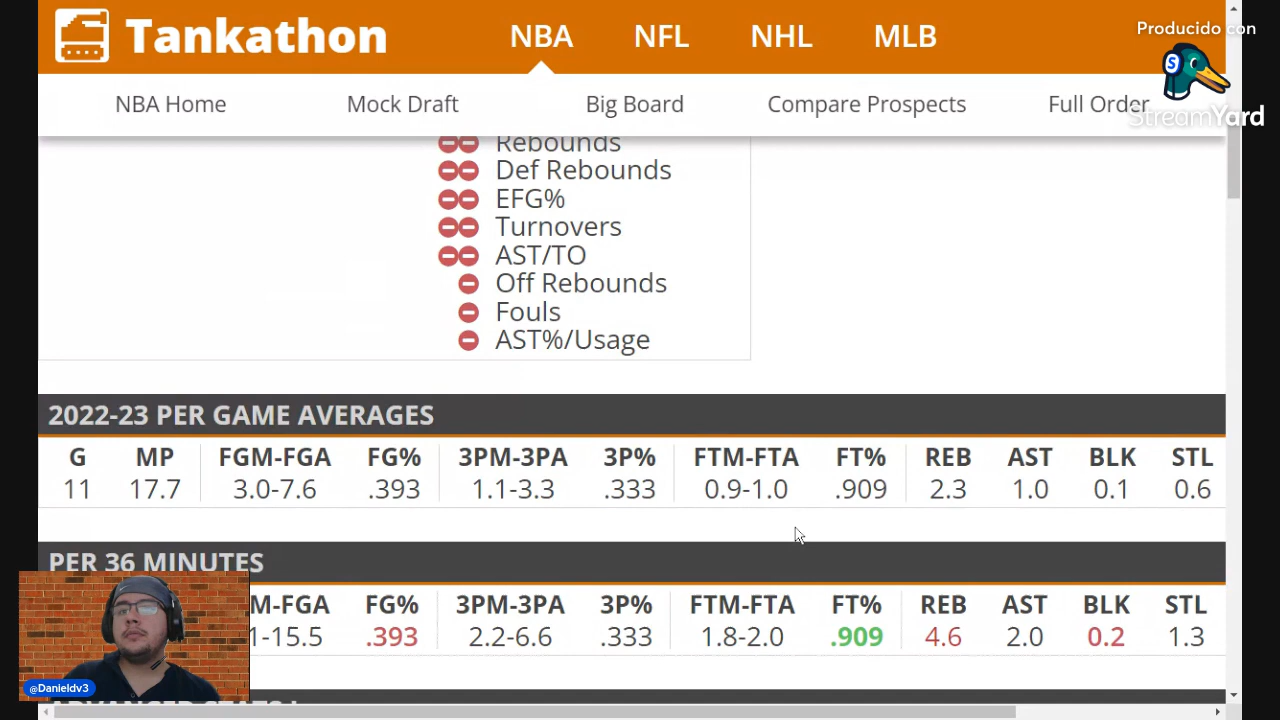 Tankathon
NBA NFL NHL MLB
Producido con
StreamYard
NBA Home Mock Draft Big Board Compare Prospects Full Order
Rebounds
Def Rebounds
EFG%
Turnovers
AST/TO
Off Rebounds
Fouls
AST%/Usage
2022-23 PER GAME AVERAGES
G MP FGM-FGA FG% 3PM-3PA 3P% FTM-FTA FT% REB AST BLK STL
11 17.7 3.0-7.6 .393 1.1-3.3 .333 0.9-1.0 .909 2.3 1.0 0.1 0.6
PER 36 MINUTES
M-FGA FG% 3PM-3PA 3P% FTM-FTA FT% REB AST BLK STL
1-15.5 .393 2.2-6.6 .333 1.8-2.0 .909 4.6 2.0 0.2 1.3
@Danieldv3